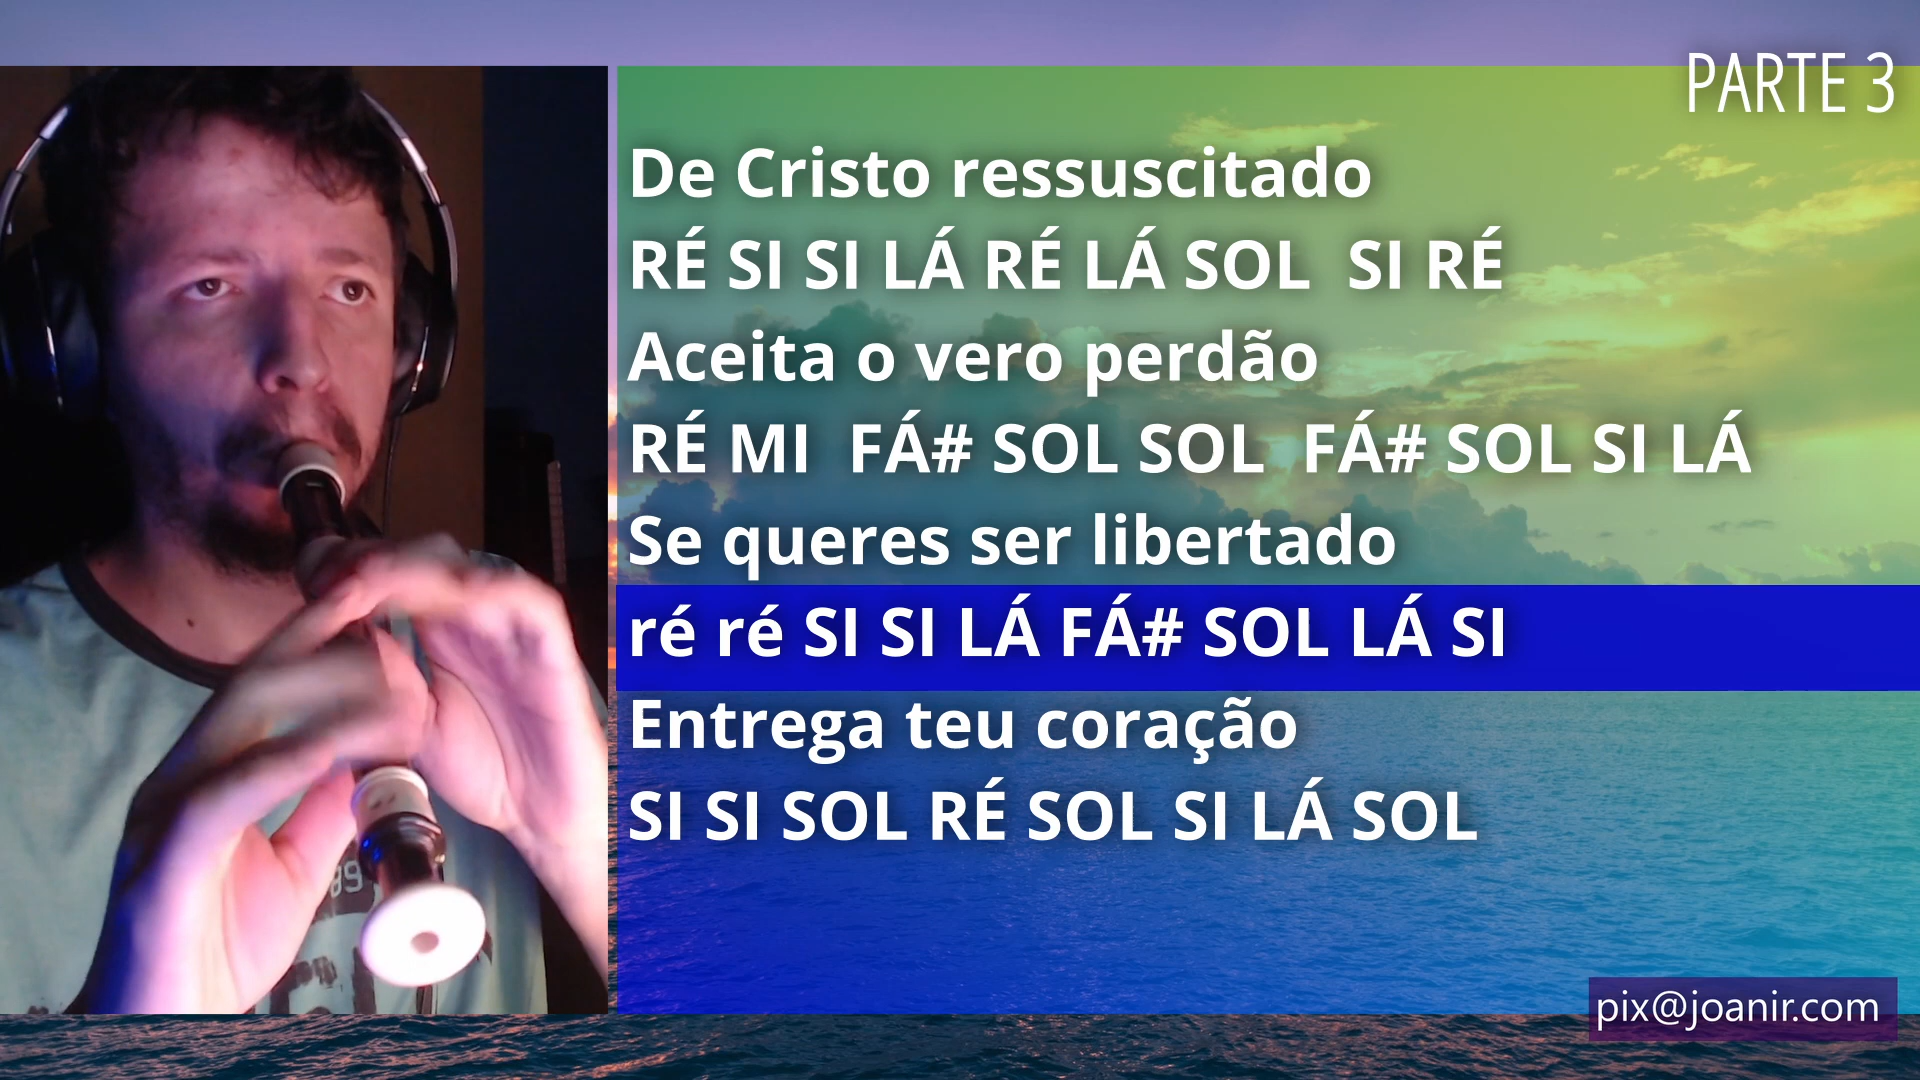 PARTE 3
De Cristo ressuscitado
RÉ SI SI LÁ RÉ LÁ SOL  SI RÉ
Aceita o vero perdão
RÉ MI  FÁ# SOL SOL  FÁ# SOL SI LÁ
Se queres ser libertado
ré ré SI SI LÁ FÁ# SOL LÁ SI
Entrega teu coração
SI SI SOL RÉ SOL SI LÁ SOL
89
pix@joanir.com